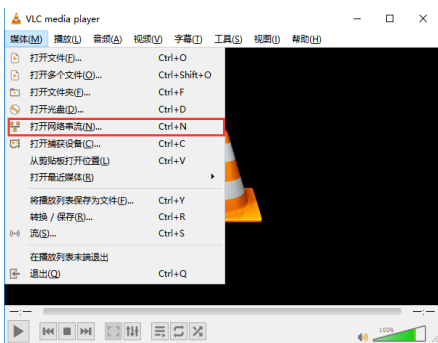 VLC media player
媒体(M) 播放(L) 音频(A) 视频(V) 字幕(T) 工具(S) 视图(I) 帮助(H)
打开文件(F)... Ctrl+O
打开多个文件(O)... Ctrl+Shift+O
打开文件夹(F)... Ctrl+F
打开光盘(D)... Ctrl+D
打开网络串流(N)... Ctrl+N
打开捕获设备(C)... Ctrl+C
从剪贴板打开位置(L) Ctrl+V
打开最近媒体(R)
将播放列表保存为文件(F)... Ctrl+Y
转换 / 保存(R)... Ctrl+R
流(S)... Ctrl+S
在播放列表末端退出
退出(Q) Ctrl+Q
--:-- --:--
100%